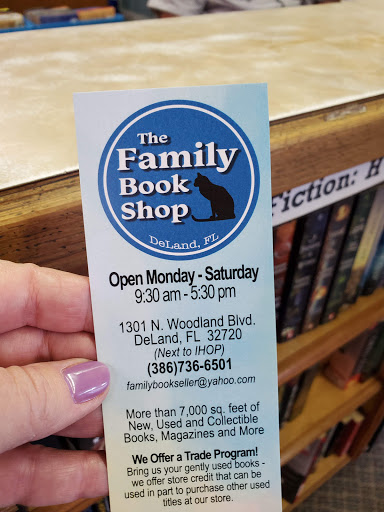 The
Family
Book
Shop
DeLand, FL
Open Monday - Saturday
9:30 am - 5:30 pm
1301 N. Woodland Blvd.
DeLand, FL 32720
(Next to IHOP)
(386)736-6501
familybookseller@yahoo.com
More than 7,000 sq. feet of
New, Used and Collectible
Books, Magazines and More
We Offer a Trade Program!
Bring us your gently used books -
we offer store credit that can be
used in part to purchase other used
titles at our store.
Fiction: H